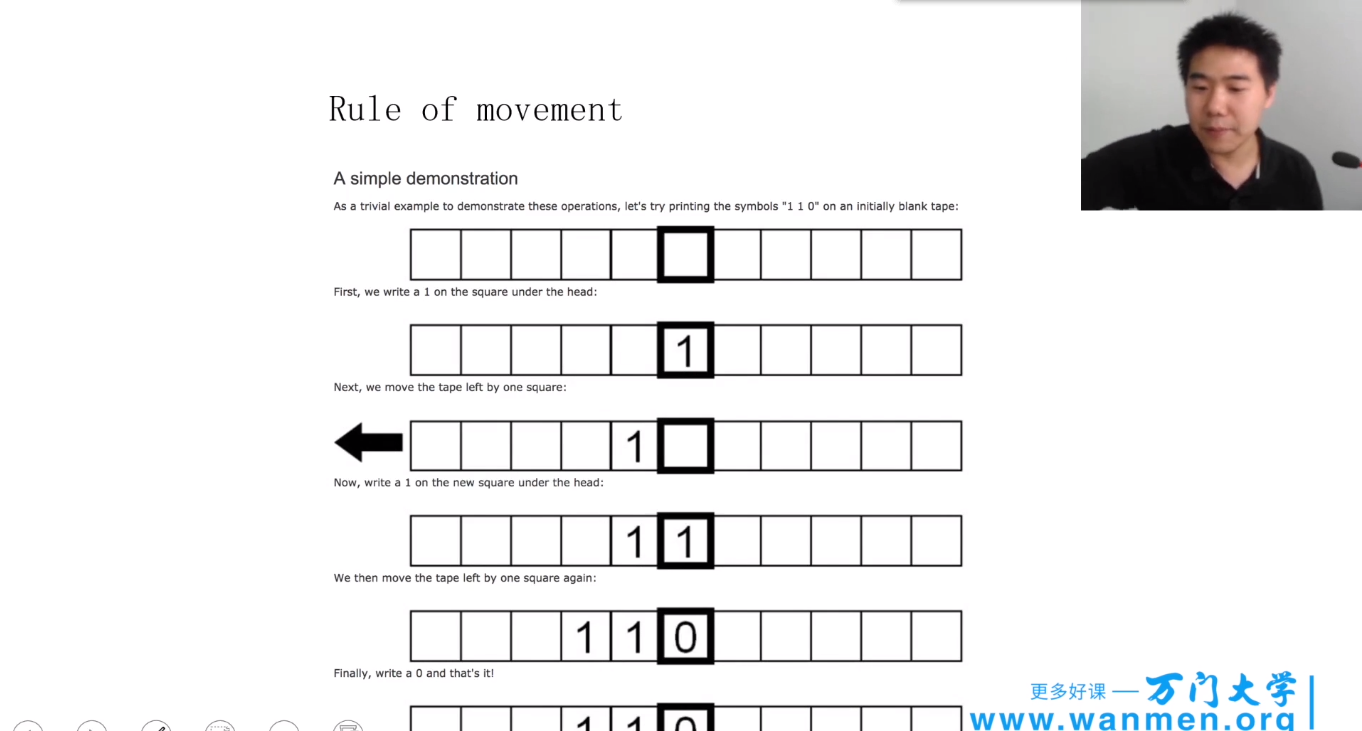 Rule of movement
A simple demonstration
As a trivial example to demonstrate these operations, let's try printing the symbols "1 1 0" on an initially blank tape:
First, we write a 1 on the square under the head:
1
Next, we move the tape left by one square:
1
Now, write a 1 on the new square under the head:
1 1
We then move the tape left by one square again:
1 1 0
Finally, write a 0 and that's it!
1 1 0
更多好课 — 万门大学
www.wanmen.org